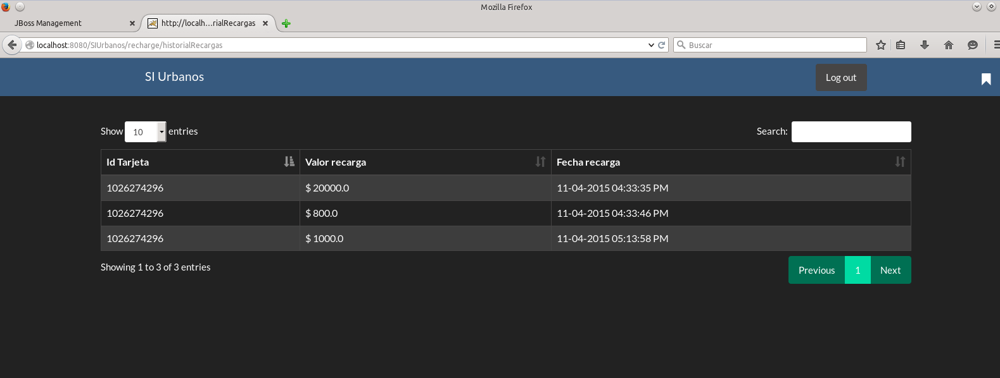 Mozilla Firefox
JBoss Management
http://localh...rialRecargas
localhost:8080/SIUrbanos/recharge/historialRecargas
Buscar
SI Urbanos
Log out
Show 10 entries
Search:
Id Tarjeta Valor recarga Fecha recarga
1026274296 $ 20000.0 11-04-2015 04:33:35 PM
1026274296 $ 800.0 11-04-2015 04:33:46 PM
1026274296 $ 1000.0 11-04-2015 05:13:58 PM
Showing 1 to 3 of 3 entries
Previous 1 Next